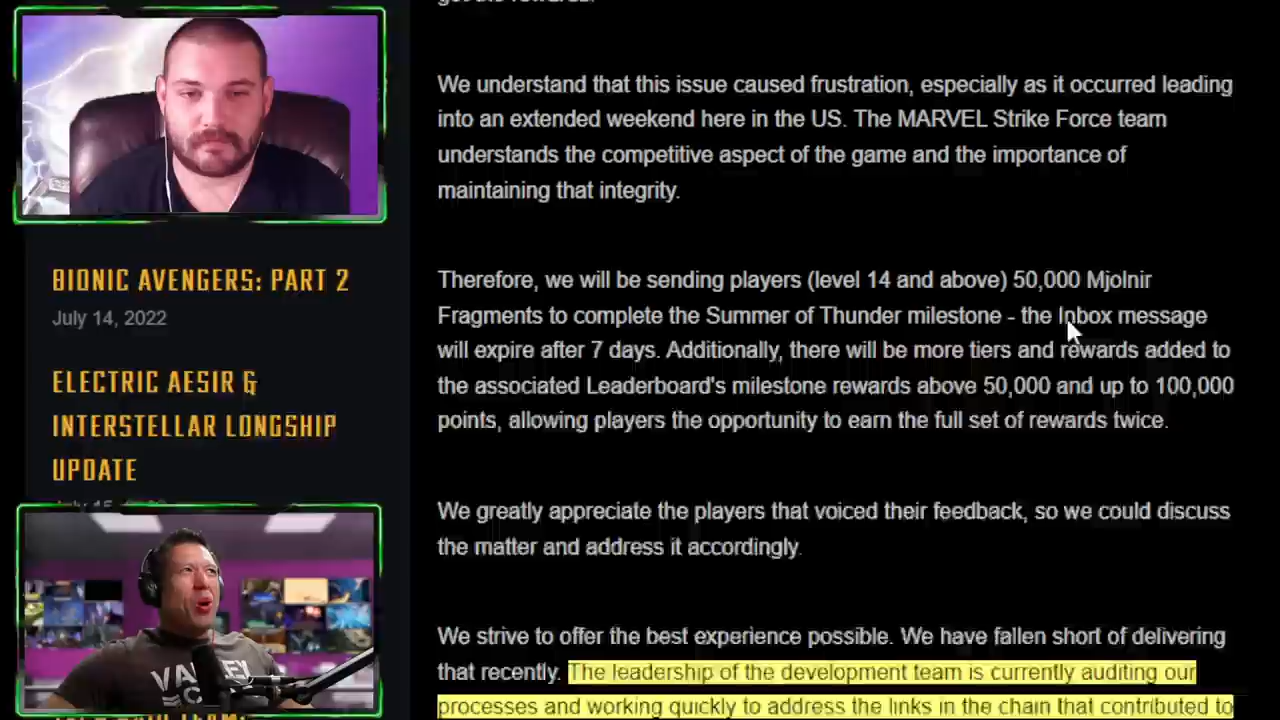 We understand that this issue caused frustration, especially as it occurred leading
into an extended weekend here in the US. The MARVEL Strike Force team
understands the competitive aspect of the game and the importance of
maintaining that integrity.
Therefore, we will be sending players (level 14 and above) 50,000 Mjolnir
Fragments to complete the Summer of Thunder milestone - the Inbox message
will expire after 7 days. Additionally, there will be more tiers and rewards added to
the associated Leaderboard's milestone rewards above 50,000 and up to 100,000
points, allowing players the opportunity to earn the full set of rewards twice.
We greatly appreciate the players that voiced their feedback, so we could discuss
the matter and address it accordingly.
We strive to offer the best experience possible. We have fallen short of delivering
that recently. The leadership of the development team is currently auditing our
processes and working quickly to address the links in the chain that contributed to
BIONIC AVENGERS: PART 2
July 14, 2022
ELECTRIC AESIR &
INTERSTELLAR LONGSHIP
UPDATE